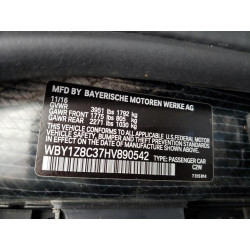 MFD BY BAYERISCHE MOTOREN WERKE AG
11/16
GVWR 3951 lbs 1792 kg
GAWR FRONT 1775 lbs 805 kg
GAWR REAR 2271 lbs 1030 kg
THIS VEHICLE CONFORMS TO ALL APPLICABLE FEDERAL MOTOR
VEHICLE SAFETY, BUMPER AND THEFT PREVENTION STANDARDS
IN EFFECT ON THE DATE OF MANUFACTURE SHOWN ABOVE.
WBY1Z8C37HV890542
TYPE: PASSENGER CAR
C2W